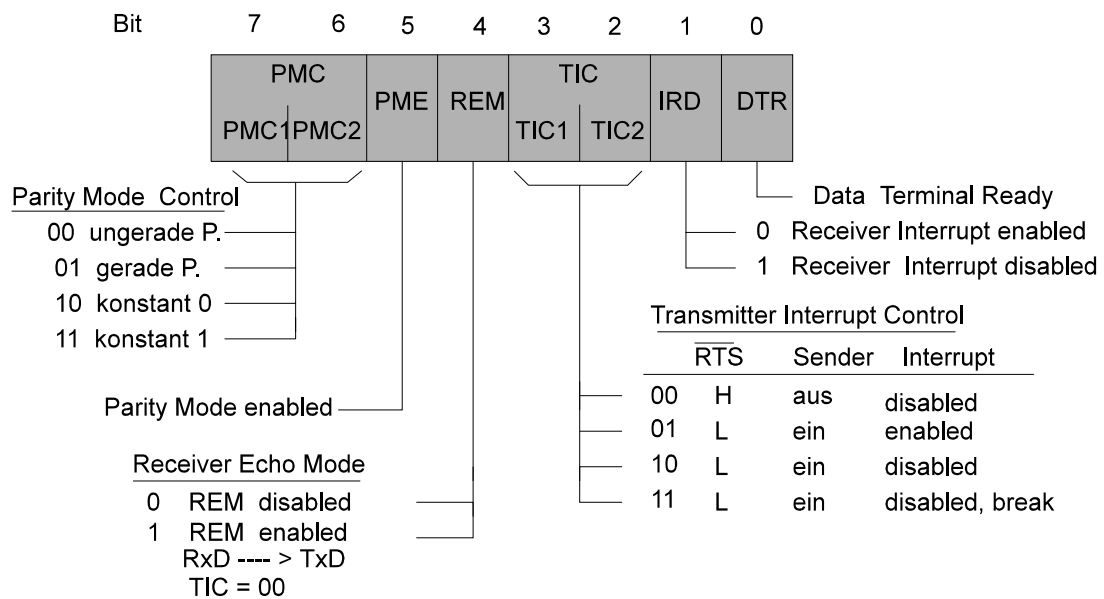 Bit 7 6 5 4 3 2 1 0
PMC TIC
PME REM IRD DTR
PMC1 PMC2 TIC1 TIC2
Parity Mode Control
00 ungerade P.
01 gerade P.
10 konstant 0
11 konstant 1
Parity Mode enabled
Receiver Echo Mode
0 REM disabled
1 REM enabled
RxD ---- > TxD
TIC = 00
Data Terminal Ready
0 Receiver Interrupt enabled
1 Receiver Interrupt disabled
Transmitter Interrupt Control
RTS Sender Interrupt
00 H aus disabled
01 L ein enabled
10 L ein disabled
11 L ein disabled, break